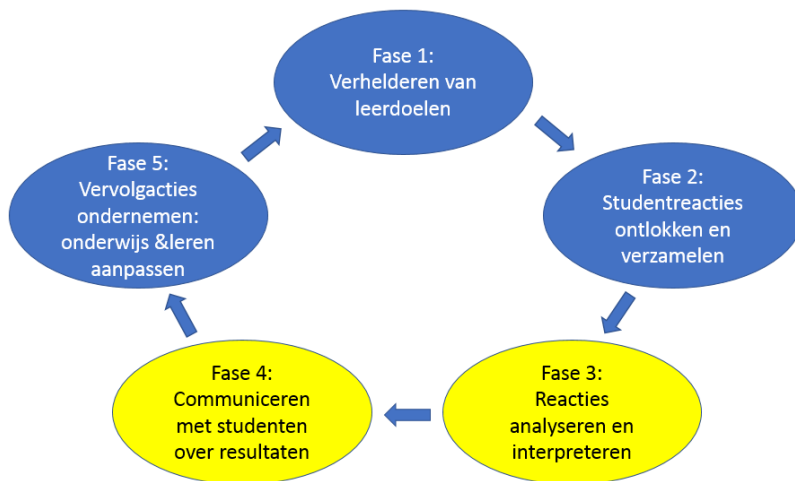 Fase 1:
Verhelderen van
leerdoelen
Fase 2:
Studentreacties
ontlokken en
verzamelen
Fase 3:
Reacties
analyseren en
interpreteren
Fase 4:
Communiceren
met studenten
over resultaten
Fase 5:
Vervolgacties
ondernemen:
onderwijs &leren
aanpassen